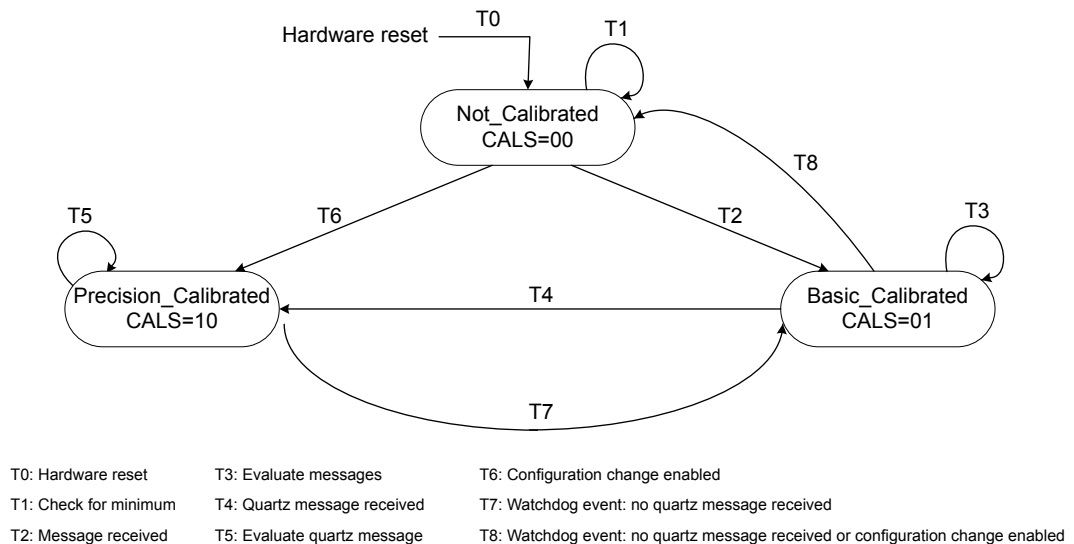 T0
Hardware reset
T1
Not_Calibrated
CALS=00
T8
T6
T2
T5
T3
Precision_Calibrated
CALS=10
T4
Basic_Calibrated
CALS=01
T7
T0: Hardware reset
T3: Evaluate messages
T6: Configuration change enabled
T1: Check for minimum
T4: Quartz message received
T7: Watchdog event: no quartz message received
T2: Message received
T5: Evaluate quartz message
T8: Watchdog event: no quartz message received or configuration change enabled